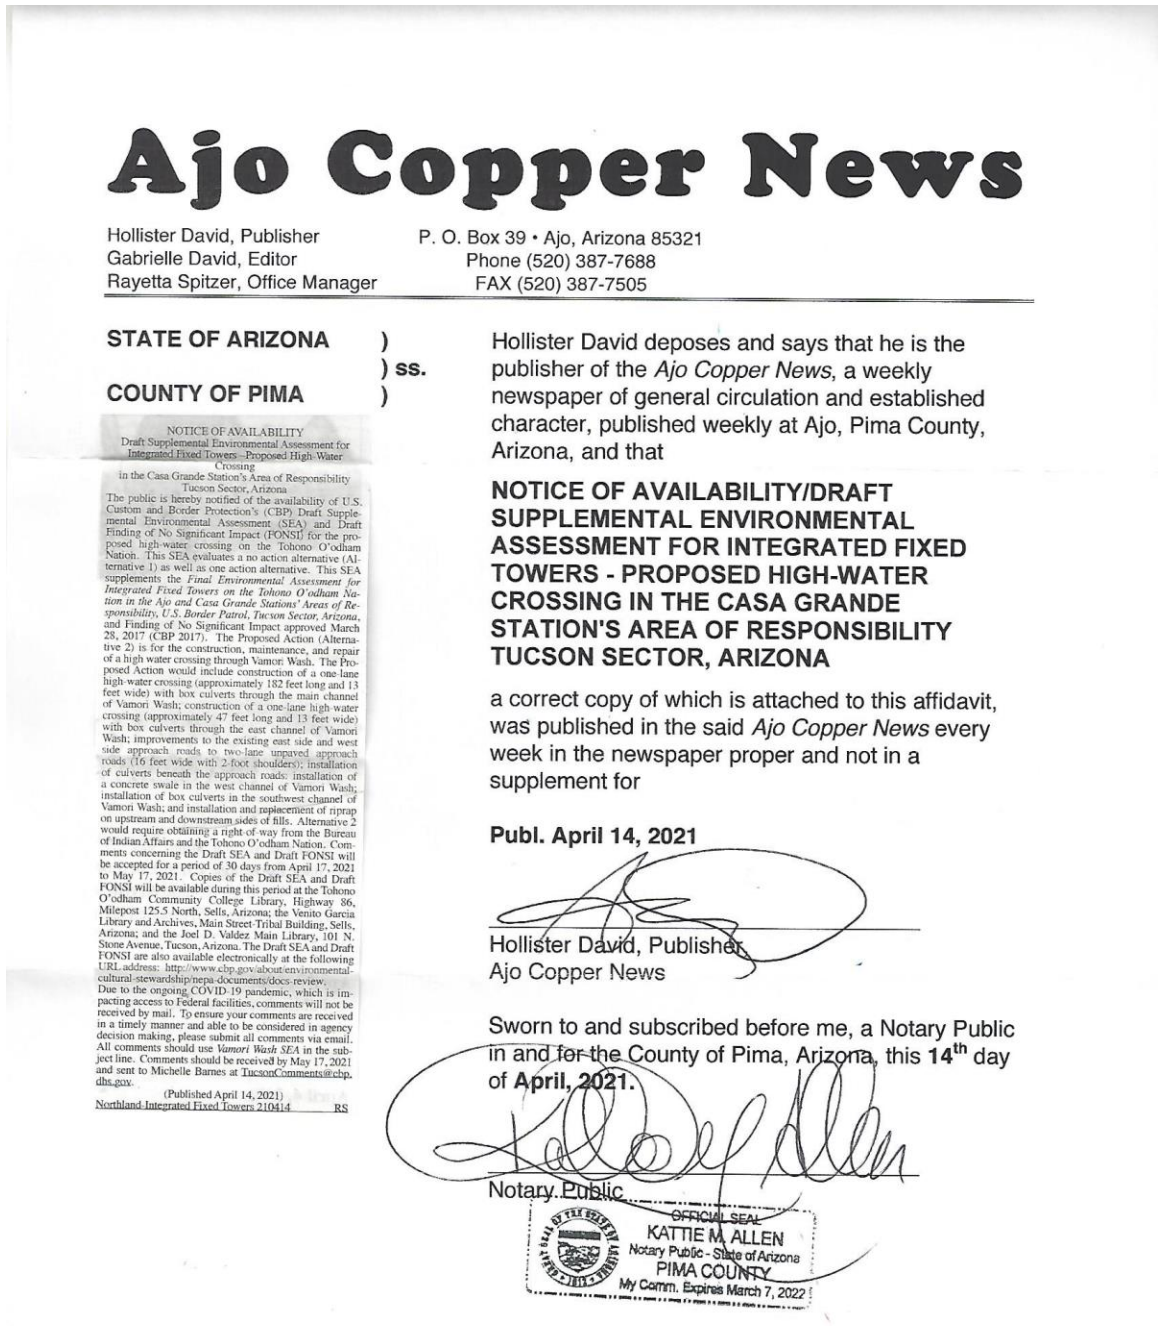 Ajo Copper News
Hollister David, Publisher
Gabrielle David, Editor
Rayetta Spitzer, Office Manager
P. O. Box 39 • Ajo, Arizona 85321
Phone (520) 387-7688
FAX (520) 387-7505
STATE OF ARIZONA )
) ss.
COUNTY OF PIMA )
NOTICE OF AVAILABILITY
Draft Supplemental Environmental Assessment for
Integrated Fixed Towers –Proposed High-Water
Crossing
in the Casa Grande Station's Area of Responsibility
Tucson Sector, Arizona
The public is hereby notified of the availability of U.S.
Custom and Border Protection's (CBP) Draft Supple-
mental Environmental Assessment (SEA) and Draft
Finding of No Significant Impact (FONSI) for the pro-
posed high-water crossing on the Tohono O'odham
Nation. This SEA evaluates a no action alternative (Al-
ternative 1) as well as one action alternative. This SEA
supplements the Final Environmental Assessment for
Integrated Fixed Towers on the Tohono O'odham Na-
tion in the Ajo and Casa Grande Stations' Areas of Re-
sponsibility, U.S. Border Patrol, Tucson Sector, Arizona,
and Finding of No Significant Impact approved March
28, 2017 (CBP 2017). The Proposed Action (Alterna-
tive 2) is for the construction, maintenance, and repair
of a high water crossing through Vamori Wash. The Pro-
posed Action would include construction of a one-lane
high-water crossing (approximately 182 feet long and 13
feet wide) with box culverts through the main channel
of Vamori Wash; construction of a one-lane high-water
crossing (approximately 47 feet long and 13 feet wide)
with box culverts through the east channel of Vamori
Wash; improvements to the existing east side and west
side approach roads to two-lane unpaved approach
roads (16 feet wide with 2-foot shoulders); installation
of culverts beneath the approach roads; installation of
a concrete swale in the west channel of Vamori Wash;
installation of box culverts in the southwest channel of
Vamori Wash; and installation and replacement of riprap
on upstream and downstream sides of fills. Alternative 2
would require obtaining a right-of-way from the Bureau
of Indian Affairs and the Tohono O'odham Nation. Com-
ments concerning the Draft SEA and Draft FONSI will
be accepted for a period of 30 days from April 17, 2021
to May 17, 2021. Copies of the Draft SEA and Draft
FONSI will be available during this period at the Tohono
O'odham Community College Library, Highway 86,
Milepost 125.5 North, Sells, Arizona; the Venito Garcia
Library and Archives, Main Street-Tribal Building, Sells,
Arizona; and the Joel D. Valdez Main Library, 101 N.
Stone Avenue, Tucson, Arizona. The Draft SEA and Draft
FONSI are also available electronically at the following
URL address: http://www.cbp.gov/about/environmental-
cultural-stewardship/nepa-documents/docs-review.
Due to the ongoing COVID-19 pandemic, which is im-
pacting access to Federal facilities, comments will not be
received by mail. To ensure your comments are received
in a timely manner and able to be considered in agency
decision making, please submit all comments via email.
All comments should use Vamori Wash SEA in the sub-
ject line. Comments should be received by May 17, 2021
and sent to Michelle Barnes at TucsonComments@cbp.
dhs.gov.
(Published April 14, 2021)
Northland-Integrated Fixed Towers 210414 RS
Hollister David deposes and says that he is the
publisher of the Ajo Copper News, a weekly
newspaper of general circulation and established
character, published weekly at Ajo, Pima County,
Arizona, and that
NOTICE OF AVAILABILITY/DRAFT
SUPPLEMENTAL ENVIRONMENTAL
ASSESSMENT FOR INTEGRATED FIXED
TOWERS - PROPOSED HIGH-WATER
CROSSING IN THE CASA GRANDE
STATION'S AREA OF RESPONSIBILITY
TUCSON SECTOR, ARIZONA
a correct copy of which is attached to this affidavit,
was published in the said Ajo Copper News every
week in the newspaper proper and not in a
supplement for
Publ. April 14, 2021
Hollister David, Publisher
Ajo Copper News
Sworn to and subscribed before me, a Notary Public
in and for the County of Pima, Arizona, this 14th day
of April, 2021.
Notary Public
OFFICIAL SEAL
KATTIE M. ALLEN
Notary Public - State of Arizona
PIMA COUNTY
My Comm. Expires March 7, 2022
GREAT SEAL OF THE STATE OF ARIZONA
1912